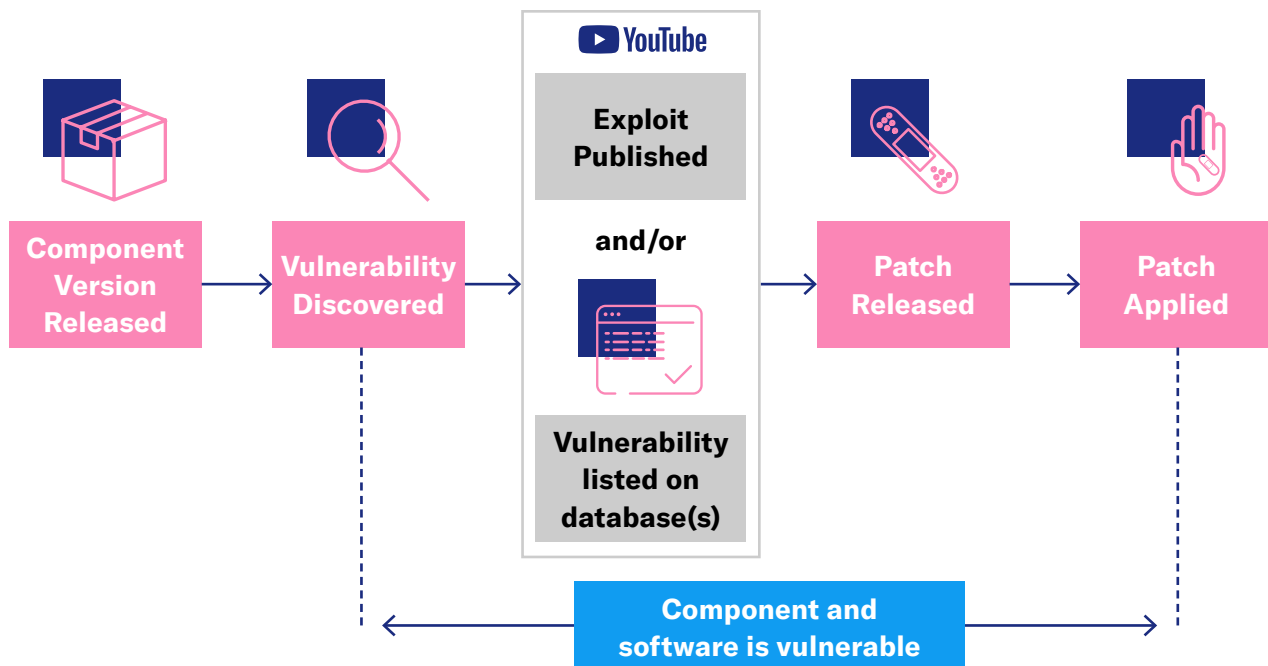 YouTube
Exploit
Published
and/or
Component
Version
Released
Vulnerability
Discovered
Vulnerability
listed on
database(s)
Patch
Released
Patch
Applied
Component and
software is vulnerable